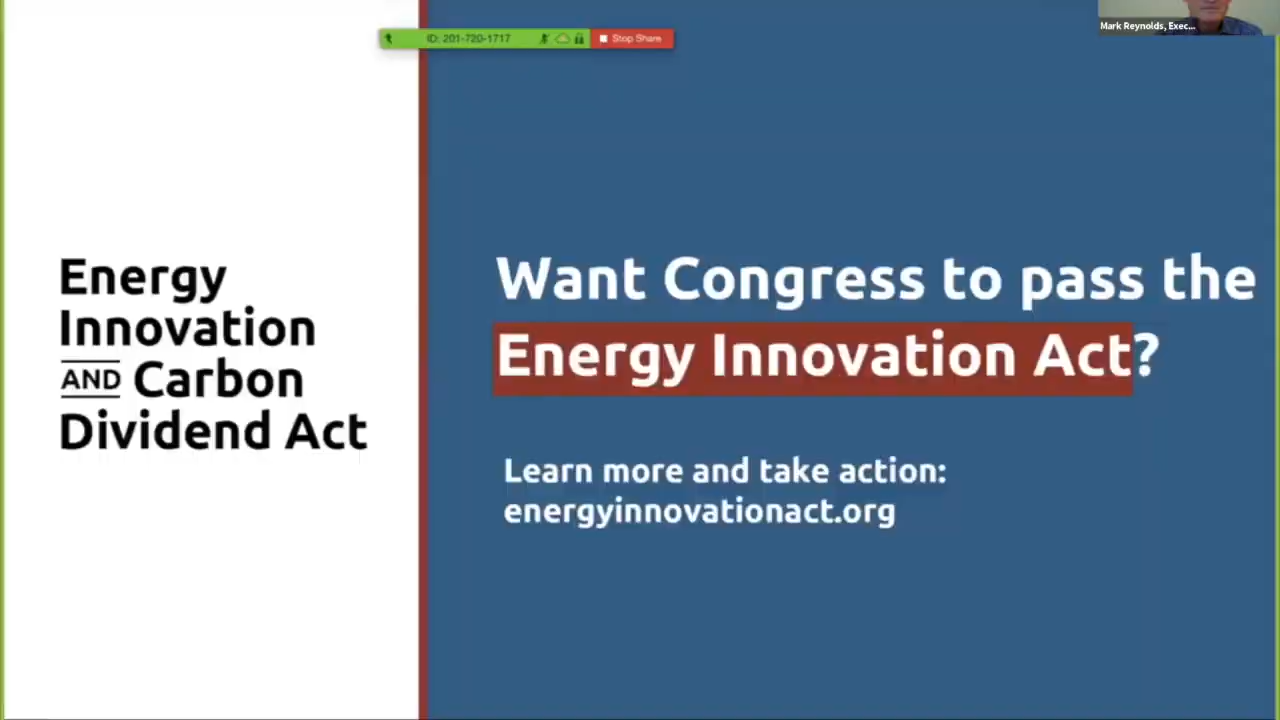 Mark Reynolds, Exec...
ID: 201-720-1717
Stop Share
Energy
Innovation
AND Carbon
Dividend Act
Want Congress to pass the
Energy Innovation Act?
Learn more and take action:
energyinnovationact.org